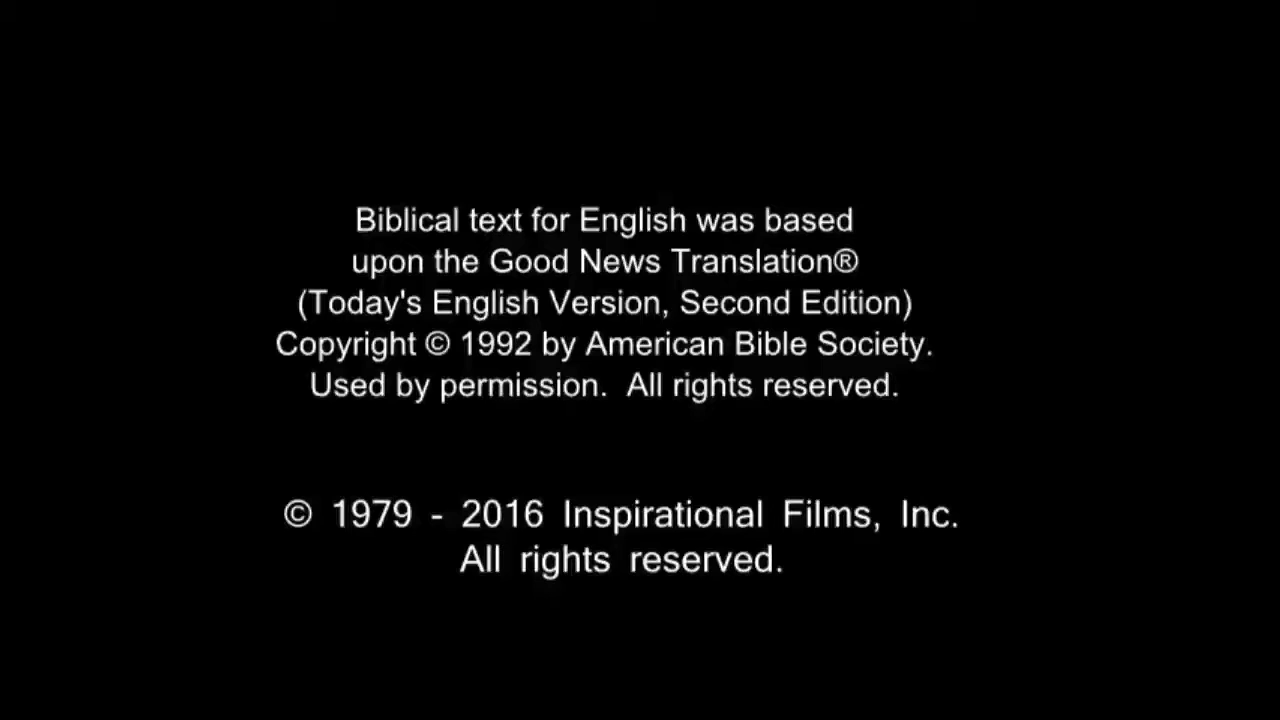 Biblical text for English was based
upon the Good News Translation®
(Today's English Version, Second Edition)
Copyright © 1992 by American Bible Society.
Used by permission.  All rights reserved.
© 1979 - 2016 Inspirational Films, Inc.
All rights reserved.